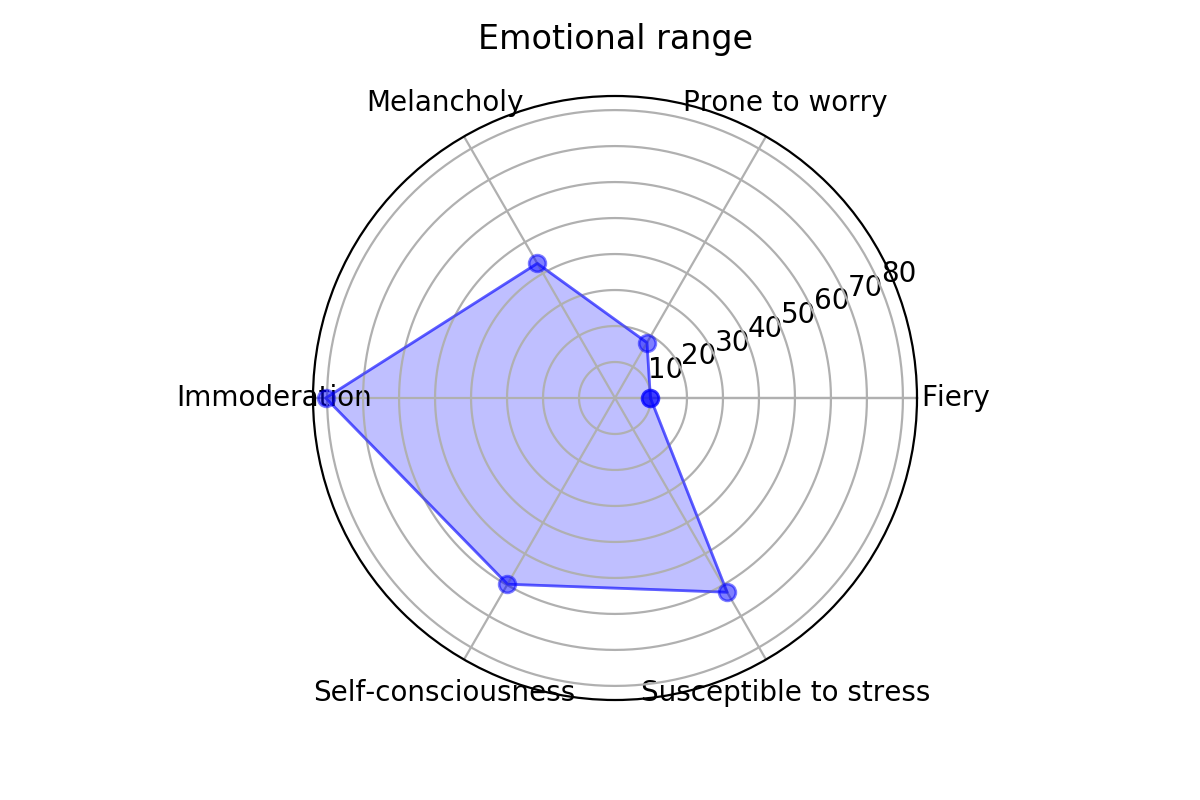 Emotional range
Melancholy
Prone to worry
80
70
60
50
40
30
20
10
Immoderation
Fiery
Self-consciousness
Susceptible to stress